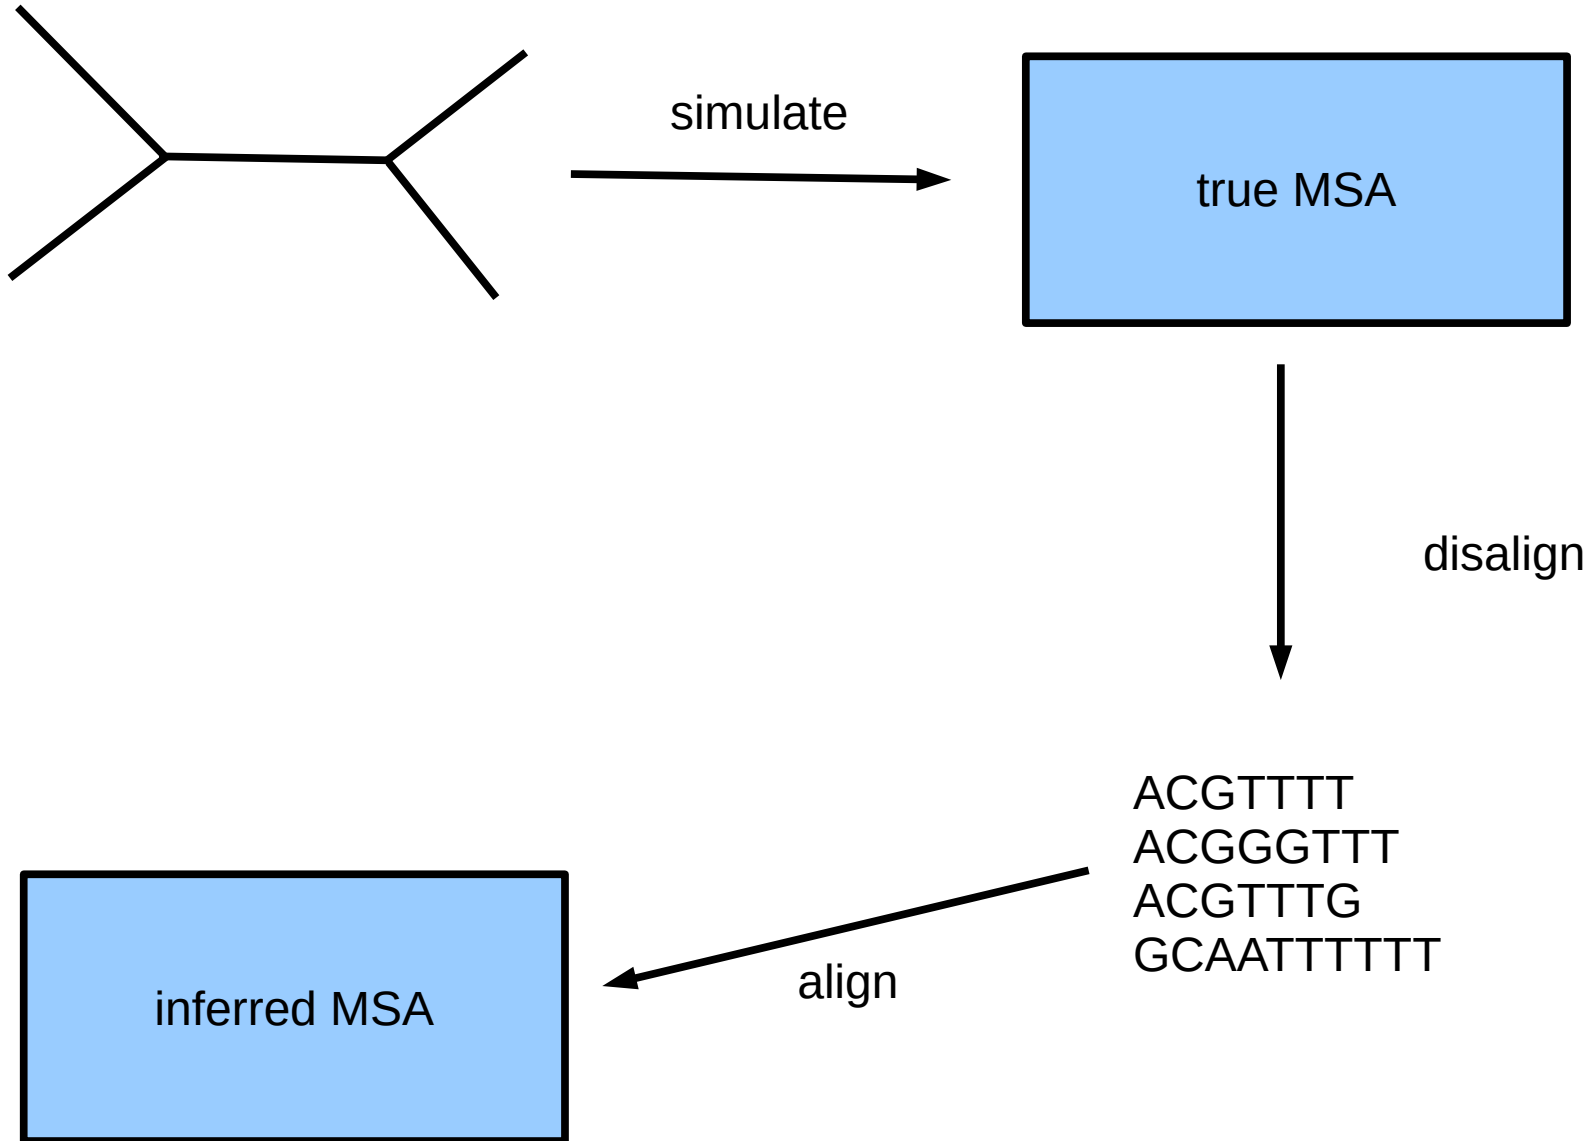 simulate
true MSA
disalign
ACGTTTT
ACGGGTTT
ACGTTTG
GCAATTTTTT
align
inferred MSA